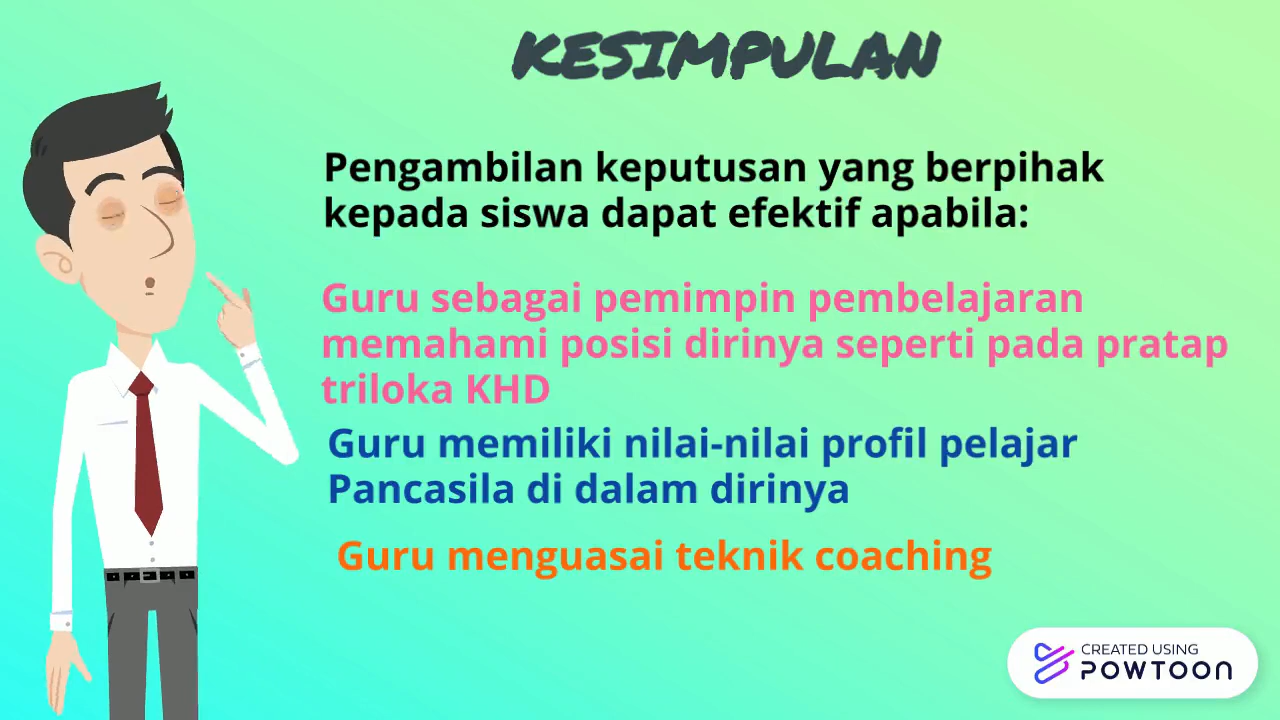 KESIMPULAN
Pengambilan keputusan yang berpihak
kepada siswa dapat efektif apabila:
Guru sebagai pemimpin pembelajaran
memahami posisi dirinya seperti pada pratap
triloka KHD
Guru memiliki nilai-nilai profil pelajar
Pancasila di dalam dirinya
Guru menguasai teknik coaching
CREATED USING
POWTOON